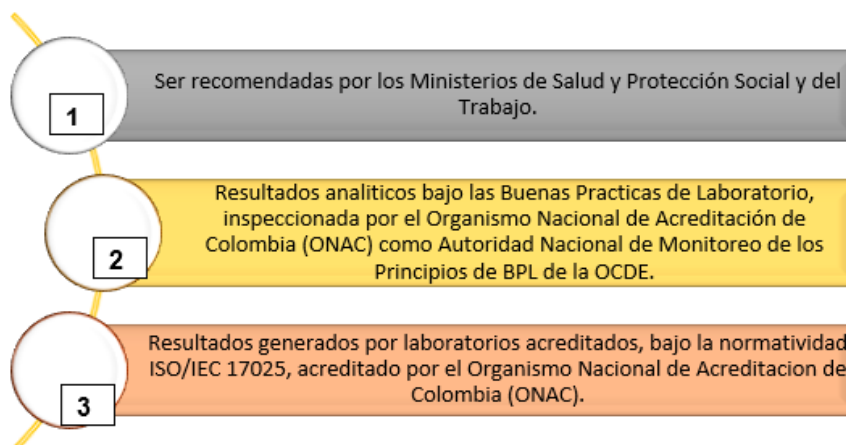 1
Ser recomendadas por los Ministerios de Salud y Protección Social y del
Trabajo.
2
Resultados analiticos bajo las Buenas Practicas de Laboratorio,
inspeccionada por el Organismo Nacional de Acreditación de
Colombia (ONAC) como Autoridad Nacional de Monitoreo de los
Principios de BPL de la OCDE.
3
Resultados generados por laboratorios acreditados, bajo la normatividad
ISO/IEC 17025, acreditado por el Organismo Nacional de Acreditacion de
Colombia (ONAC).